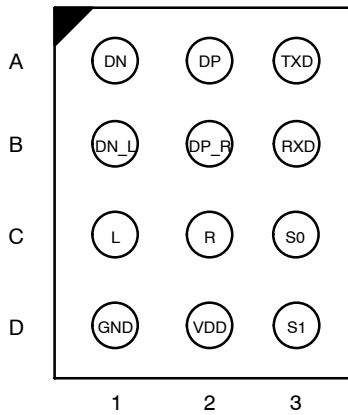 A DN DP TXD
B DN_L DP_R RXD
C L R S0
D GND VDD S1
1 2 3